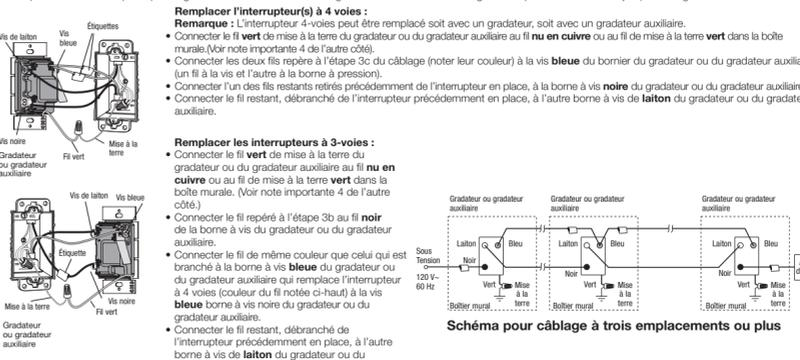 Remplacer l'interrupteur(s) à 4 voies :
Remarque : L'interrupteur 4-voies peut être remplacé soit avec un gradateur, soit avec un gradateur auxiliaire.
• Connecter le fil vert de mise à la terre du gradateur ou du gradateur auxiliaire au fil nu en cuivre ou au fil de mise à la terre vert dans la boîte
murale.(Voir note importante 4 de l'autre côté).
• Connecter les deux fils repère à l'étape 3c du câblage (noter leur couleur) à la vis bleue du bornier du gradateur ou du gradateur auxilia
(un fil à la vis et l'autre à la borne à pression).
• Connecter l'un des fils restants retirés précédemment de l'interrupteur en place, à la borne à vis noire du gradateur ou du gradateur auxiliaire
• Connecter le fil restant, débranché de l'interrupteur précédemment en place, à l'autre borne à vis de laiton du gradateur ou du gradate
auxiliaire.
Vis de laiton
Vis
bleue
Étiquettes
Vis noire
Gradateur
ou gradateur
auxiliaire
Fil vert
Mise à la
terre
Remplacer les interrupteurs à 3-voies :
• Connecter le fil vert de mise à la terre du
gradateur ou du gradateur auxiliaire au fil nu en
cuivre ou au fil de mise à la terre vert dans la
boîte murale. (Voir note importante 4 de l'autre
côté.)
• Connecter le fil repéré à l'étape 3b au fil noir
de la borne à vis du gradateur ou du gradateur
auxiliaire.
• Connecter le fil de même couleur que celui qui est
branché à la borne à vis bleue du gradateur ou
du gradateur auxiliaire qui remplace l'interrupteur
à 4 voies (couleur du fil notée ci-haut) à la vis
bleue borne à vis noire du gradateur ou du
gradateur auxiliaire.
• Connecter le fil restant, débranché de
l'interrupteur précédemment en place, à l'autre
borne à vis de laiton du gradateur ou du
Vis de laiton
Vis bleue
Étiquette
Mise à la terre
Vis noire
Fil vert
Gradateur
ou gradateur
auxiliaire
Gradateur ou gradateur
auxiliaire
Gradateur ou gradateur
auxiliaire
Gradateur ou gradateur
auxiliaire
Sous
Tension
120 V~
60 Hz
Laiton
Bleu
Noir
Vert
Mise
à la
terre
Boîtier mural
Laiton
Bleu
Noir
Vert
Mise
à la
terre
Boîtier mural
Laiton
Bleu
Noir
Vert
Mise
à la
terre
Boîtier mural
Schéma pour câblage à trois emplacements ou plus